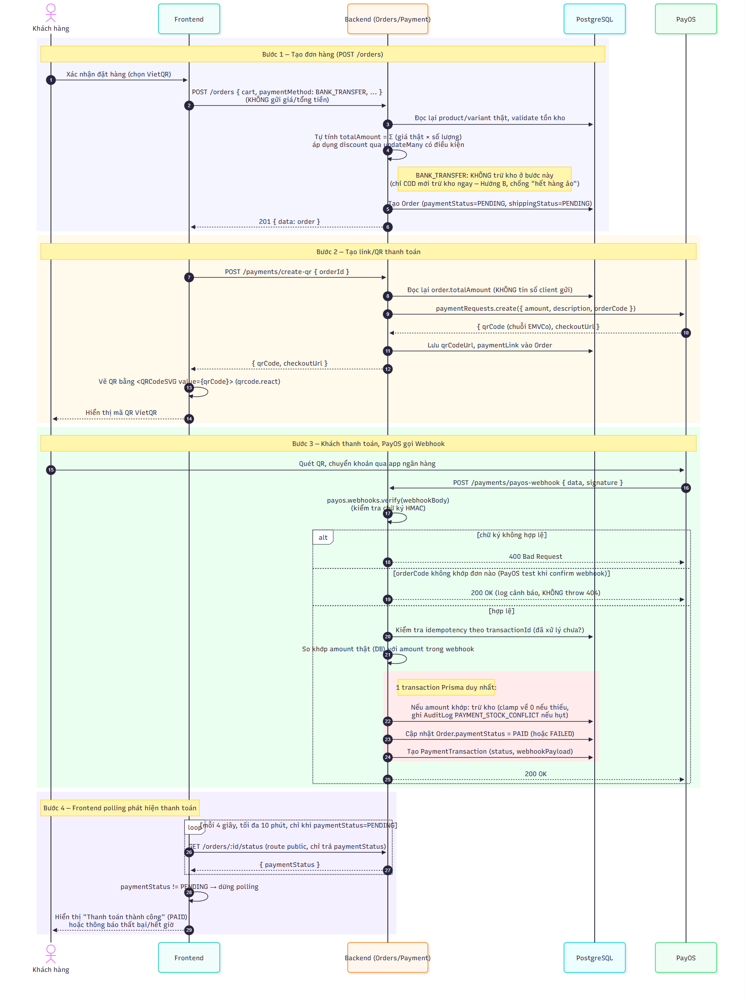 Khách hàng
Frontend
Backend (Orders/Payment)
PostgreSQL
PayOS
Bước 1 — Tạo đơn hàng (POST /orders)
Xác nhận đặt hàng (chọn VietQR)
1
POST /orders { cart, paymentMethod: BANK_TRANSFER, ... }
(KHÔNG gửi giá/tổng tiền)
2
Đọc lại product/variant thật, validate tồn kho
3
Tự tính totalAmount = Σ (giá thật × số lượng)
áp dụng discount qua updateMany có điều kiện
4
BANK_TRANSFER: KHÔNG trừ kho ở bước này
(chỉ COD mới trừ kho ngay — Hướng B, chống "hết hàng ảo")
Tạo Order (paymentStatus=PENDING, shippingStatus=PENDING)
5
201 { data: order }
6
Bước 2 — Tạo link/QR thanh toán
POST /payments/create-qr { orderId }
7
Đọc lại order.totalAmount (KHÔNG tin số client gửi)
8
paymentRequests.create({ amount, description, orderCode })
9
{ qrCode (chuỗi EMVCo), checkoutUrl }
10
Lưu qrCodeUrl, paymentLink vào Order
11
{ qrCode, checkoutUrl }
12
Vẽ QR bằng <QRCodeSVG value={qrCode}> (qrcode.react)
13
Hiển thị mã QR VietQR
14
Bước 3 — Khách thanh toán, PayOS gọi Webhook
Quét QR, chuyển khoản qua app ngân hàng
15
POST /payments/payos-webhook { data, signature }
16
payos.webhooks.verify(webhookBody)
(kiểm tra chữ ký HMAC)
17
alt
[chữ ký không hợp lệ]
400 Bad Request
18
[orderCode không khớp đơn nào (PayOS test khi confirm webhook)]
200 OK (log cảnh báo, KHÔNG throw 404)
19
[hợp lệ]
Kiểm tra idempotency theo transactionId (đã xử lý chưa?)
20
So khớp amount thật (DB) với amount trong webhook
21
1 transaction Prisma duy nhất:
Nếu amount khớp: trừ kho (clamp về 0 nếu thiếu,
ghi AuditLog PAYMENT_STOCK_CONFLICT nếu hụt)
22
Cập nhật Order.paymentStatus = PAID (hoặc FAILED)
23
Tạo PaymentTransaction (status, webhookPayload)
24
200 OK
25
Bước 4 — Frontend polling phát hiện thanh toán
loop
[mỗi 4 giây, tối đa 10 phút, chỉ khi paymentStatus=PENDING]
GET /orders/:id/status (route public, chỉ trả paymentStatus)
26
{ paymentStatus }
27
paymentStatus != PENDING → dừng polling
28
Hiển thị "Thanh toán thành công" (PAID)
hoặc thông báo thất bại/hết giờ
29
Khách hàng
Frontend
Backend (Orders/Payment)
PostgreSQL
PayOS